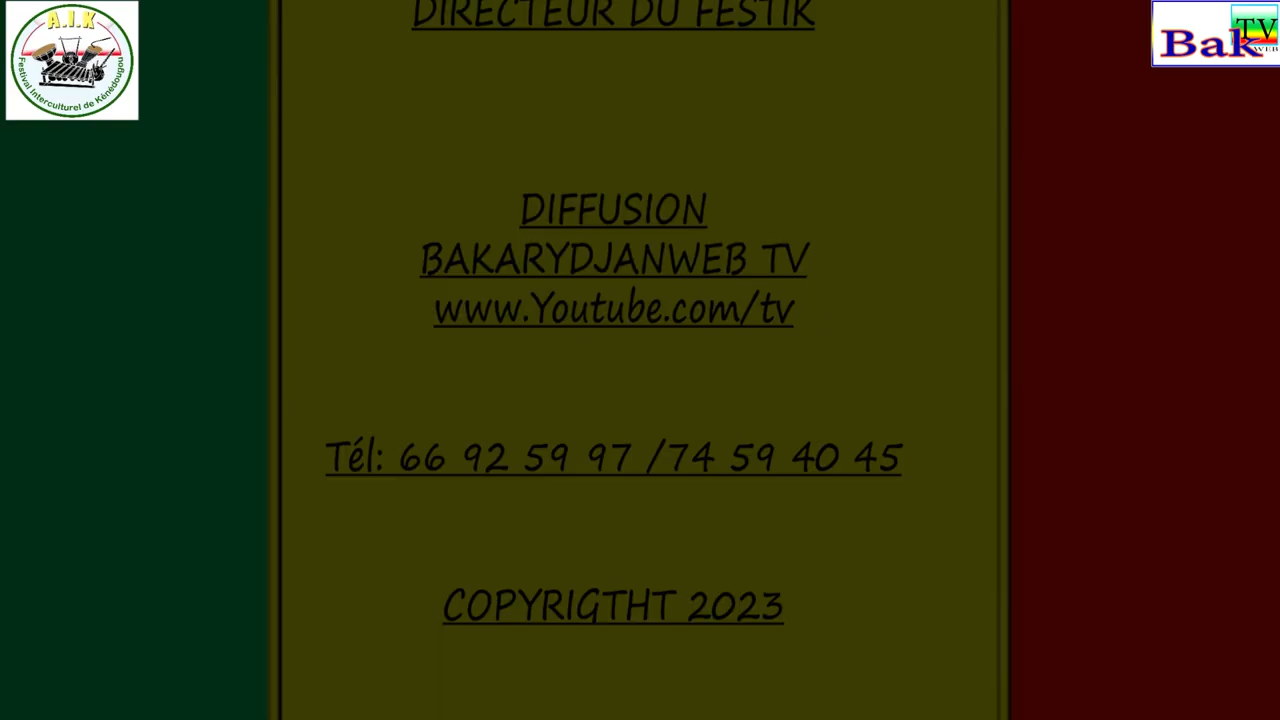 A.I.K
Festival Interculturel de Kénédougou
TV
Bak
WEB
DIRECTEUR DU FESTIK
DIFFUSION
BAKARYDJANWEB TV
www.Youtube.com/tv
Tél: 66 92 59 97 /74 59 40 45
COPYRIGTHT 2023